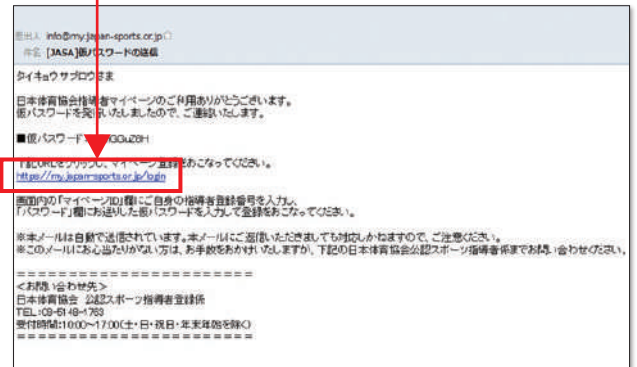 差出人 info@my.japan-sports.or.jp
件名 [JASA]仮パスワードの送信
タイキョウサブロウさま
日本体育協会指導者マイページのご利用ありがとうございます。
仮パスワードを発行いたしましたので、ご連絡いたします。
■仮パスワード
下記URLをクリックし、マイページ登録をおこなってください。
https://my.japan-sports.or.jp/login
画面内の「マイページID」欄にご自身の指導者登録番号を入力し、
「パスワード」欄にお送りした仮パスワードを入力して登録をおこなってください。
※本メールは自動で送信されています。本メールにご返信いただきましても対応しかねますので、ご注意ください。
※このメールにお心当たりがない方は、お手数をおかけいたしますが、下記の日本体育協会公認スポーツ指導者係までお問い合わせください。
========================
<お問い合わせ先>
日本体育協会 公認スポーツ指導者登録係
TEL:03-5148-1763
受付時間:10:00～17:00(土・日・祝日・年末年始を除く)
========================